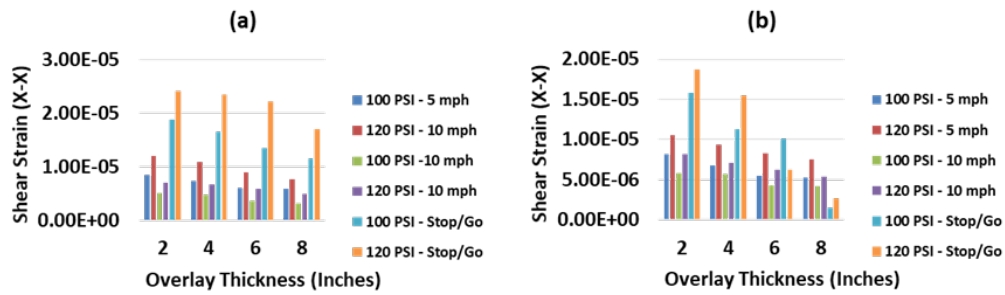 (a)
3.00E-05
2.00E-05
1.00E-05
0.00E+00
Shear Strain (X-X)
2 4 6 8
Overlay Thickness (Inches)
100 PSI - 5 mph
120 PSI - 10 mph
100 PSI -10 mph
120 PSI - 10 mph
100 PSI - Stop/Go
120 PSI - Stop/Go
(b)
2.00E-05
1.50E-05
1.00E-05
5.00E-06
0.00E+00
Shear Strain (X-X)
2 4 6 8
Overlay Thickness (Inches)
100 PSI - 5 mph
120 PSI - 5 mph
100 PSI - 10 mph
120 PSI - 10 mph
100 PSI - Stop/Go
120 PSI - Stop/Go